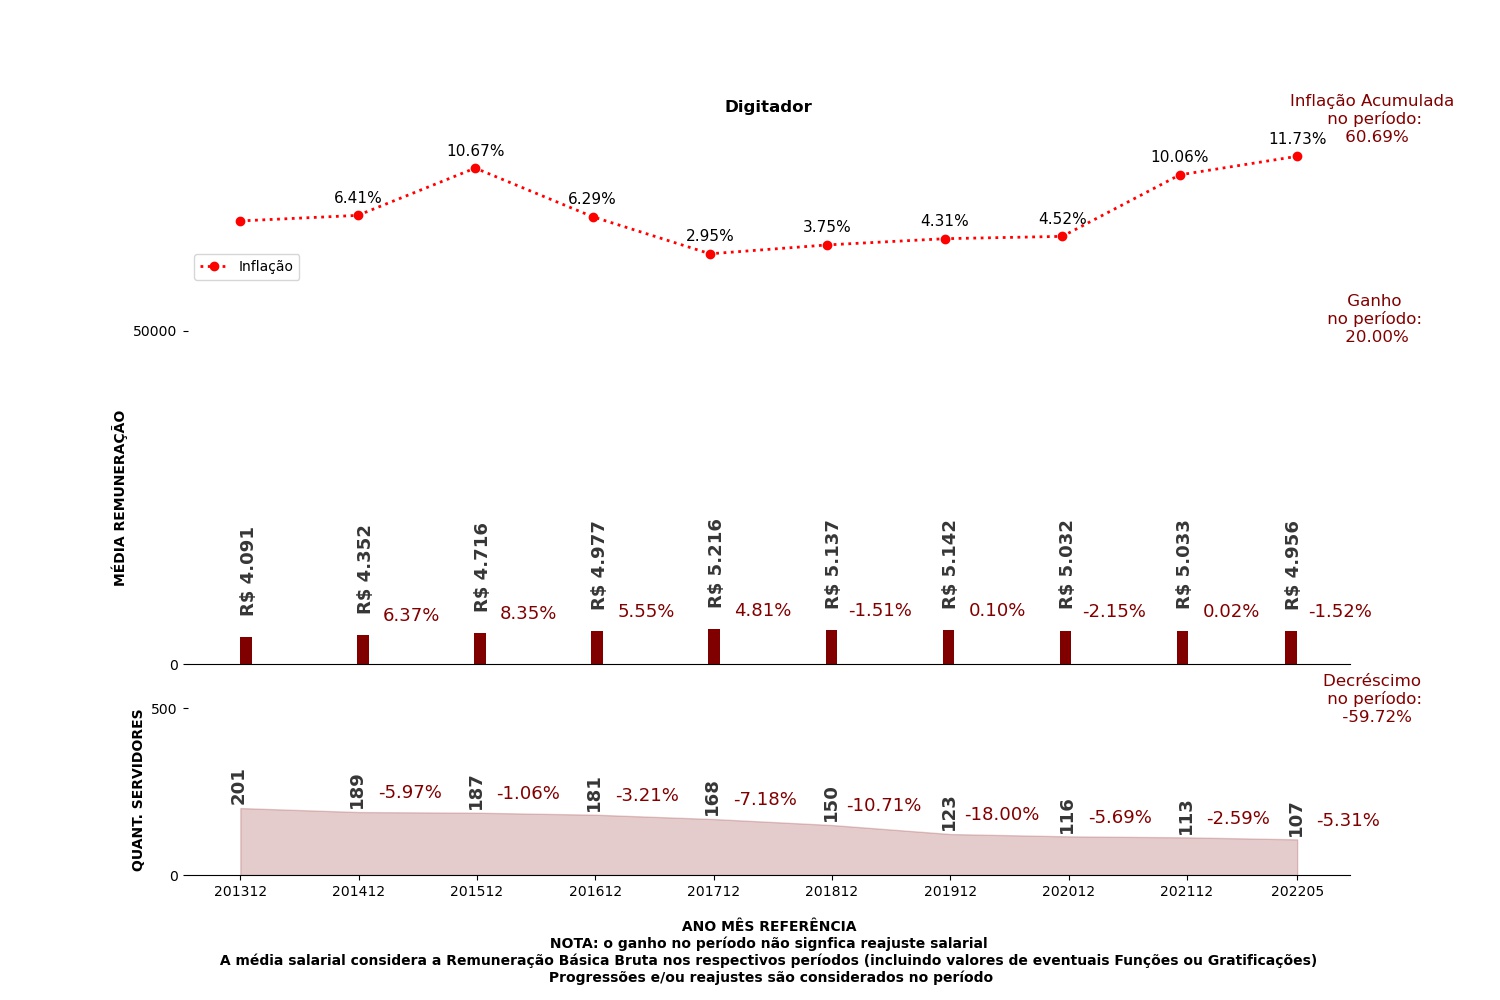 Digitador
Inflação Acumulada
no período:
60.69%
6.41%
10.67%
6.29%
2.95%
3.75%
4.31%
4.52%
10.06%
11.73%
Inflação
Ganho
no período:
20.00%
50000
0
MÉDIA REMUNERAÇÃO
R$ 4.091
R$ 4.352
R$ 4.716
R$ 4.977
R$ 5.216
R$ 5.137
R$ 5.142
R$ 5.032
R$ 5.033
R$ 4.956
6.37%
8.35%
5.55%
4.81%
-1.51%
0.10%
-2.15%
0.02%
-1.52%
Decréscimo
no período:
-59.72%
500
0
QUANT. SERVIDORES
201
189
187
181
168
150
123
116
113
107
-5.97%
-1.06%
-3.21%
-7.18%
-10.71%
-18.00%
-5.69%
-2.59%
-5.31%
201312
201412
201512
201612
201712
201812
201912
202012
202112
202205
ANO MÊS REFERÊNCIA
NOTA: o ganho no período não signfica reajuste salarial
A média salarial considera a Remuneração Básica Bruta nos respectivos períodos (incluindo valores de eventuais Funções ou Gratificações)
Progressões e/ou reajustes são considerados no período